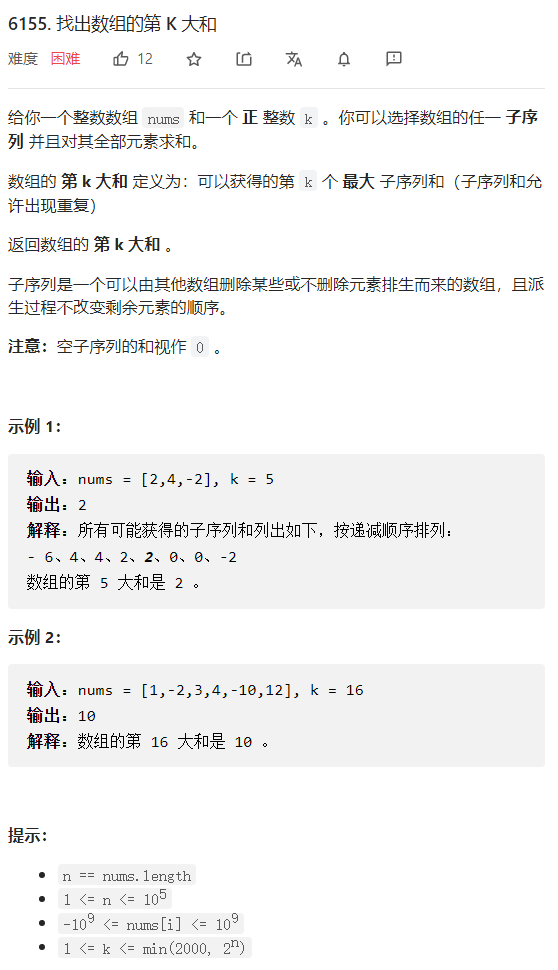 6155. 找出数组的第 K 大和
难度 困难 12
给你一个整数数组 nums 和一个 正 整数 k 。你可以选择数组的任一 子序
列 并且对其全部元素求和。
数组的 第 k 大和 定义为：可以获得的第 k 个 最大 子序列和（子序列和允
许出现重复）
返回数组的 第 k 大和 。
子序列是一个可以由其他数组删除某些或不删除元素排生而来的数组，且派
生过程不改变剩余元素的顺序。
注意：空子序列的和视作 0 。
示例 1：
输入：nums = [2,4,-2], k = 5
输出：2
解释：所有可能获得的子序列和列出如下，按递减顺序排列：
- 6、4、4、2、2、0、0、-2
数组的第 5 大和是 2 。
示例 2：
输入：nums = [1,-2,3,4,-10,12], k = 16
输出：10
解释：数组的第 16 大和是 10 。
提示：
n == nums.length
1 <= n <= 10⁵
-10⁹ <= nums[i] <= 10⁹
1 <= k <= min(2000, 2ⁿ)